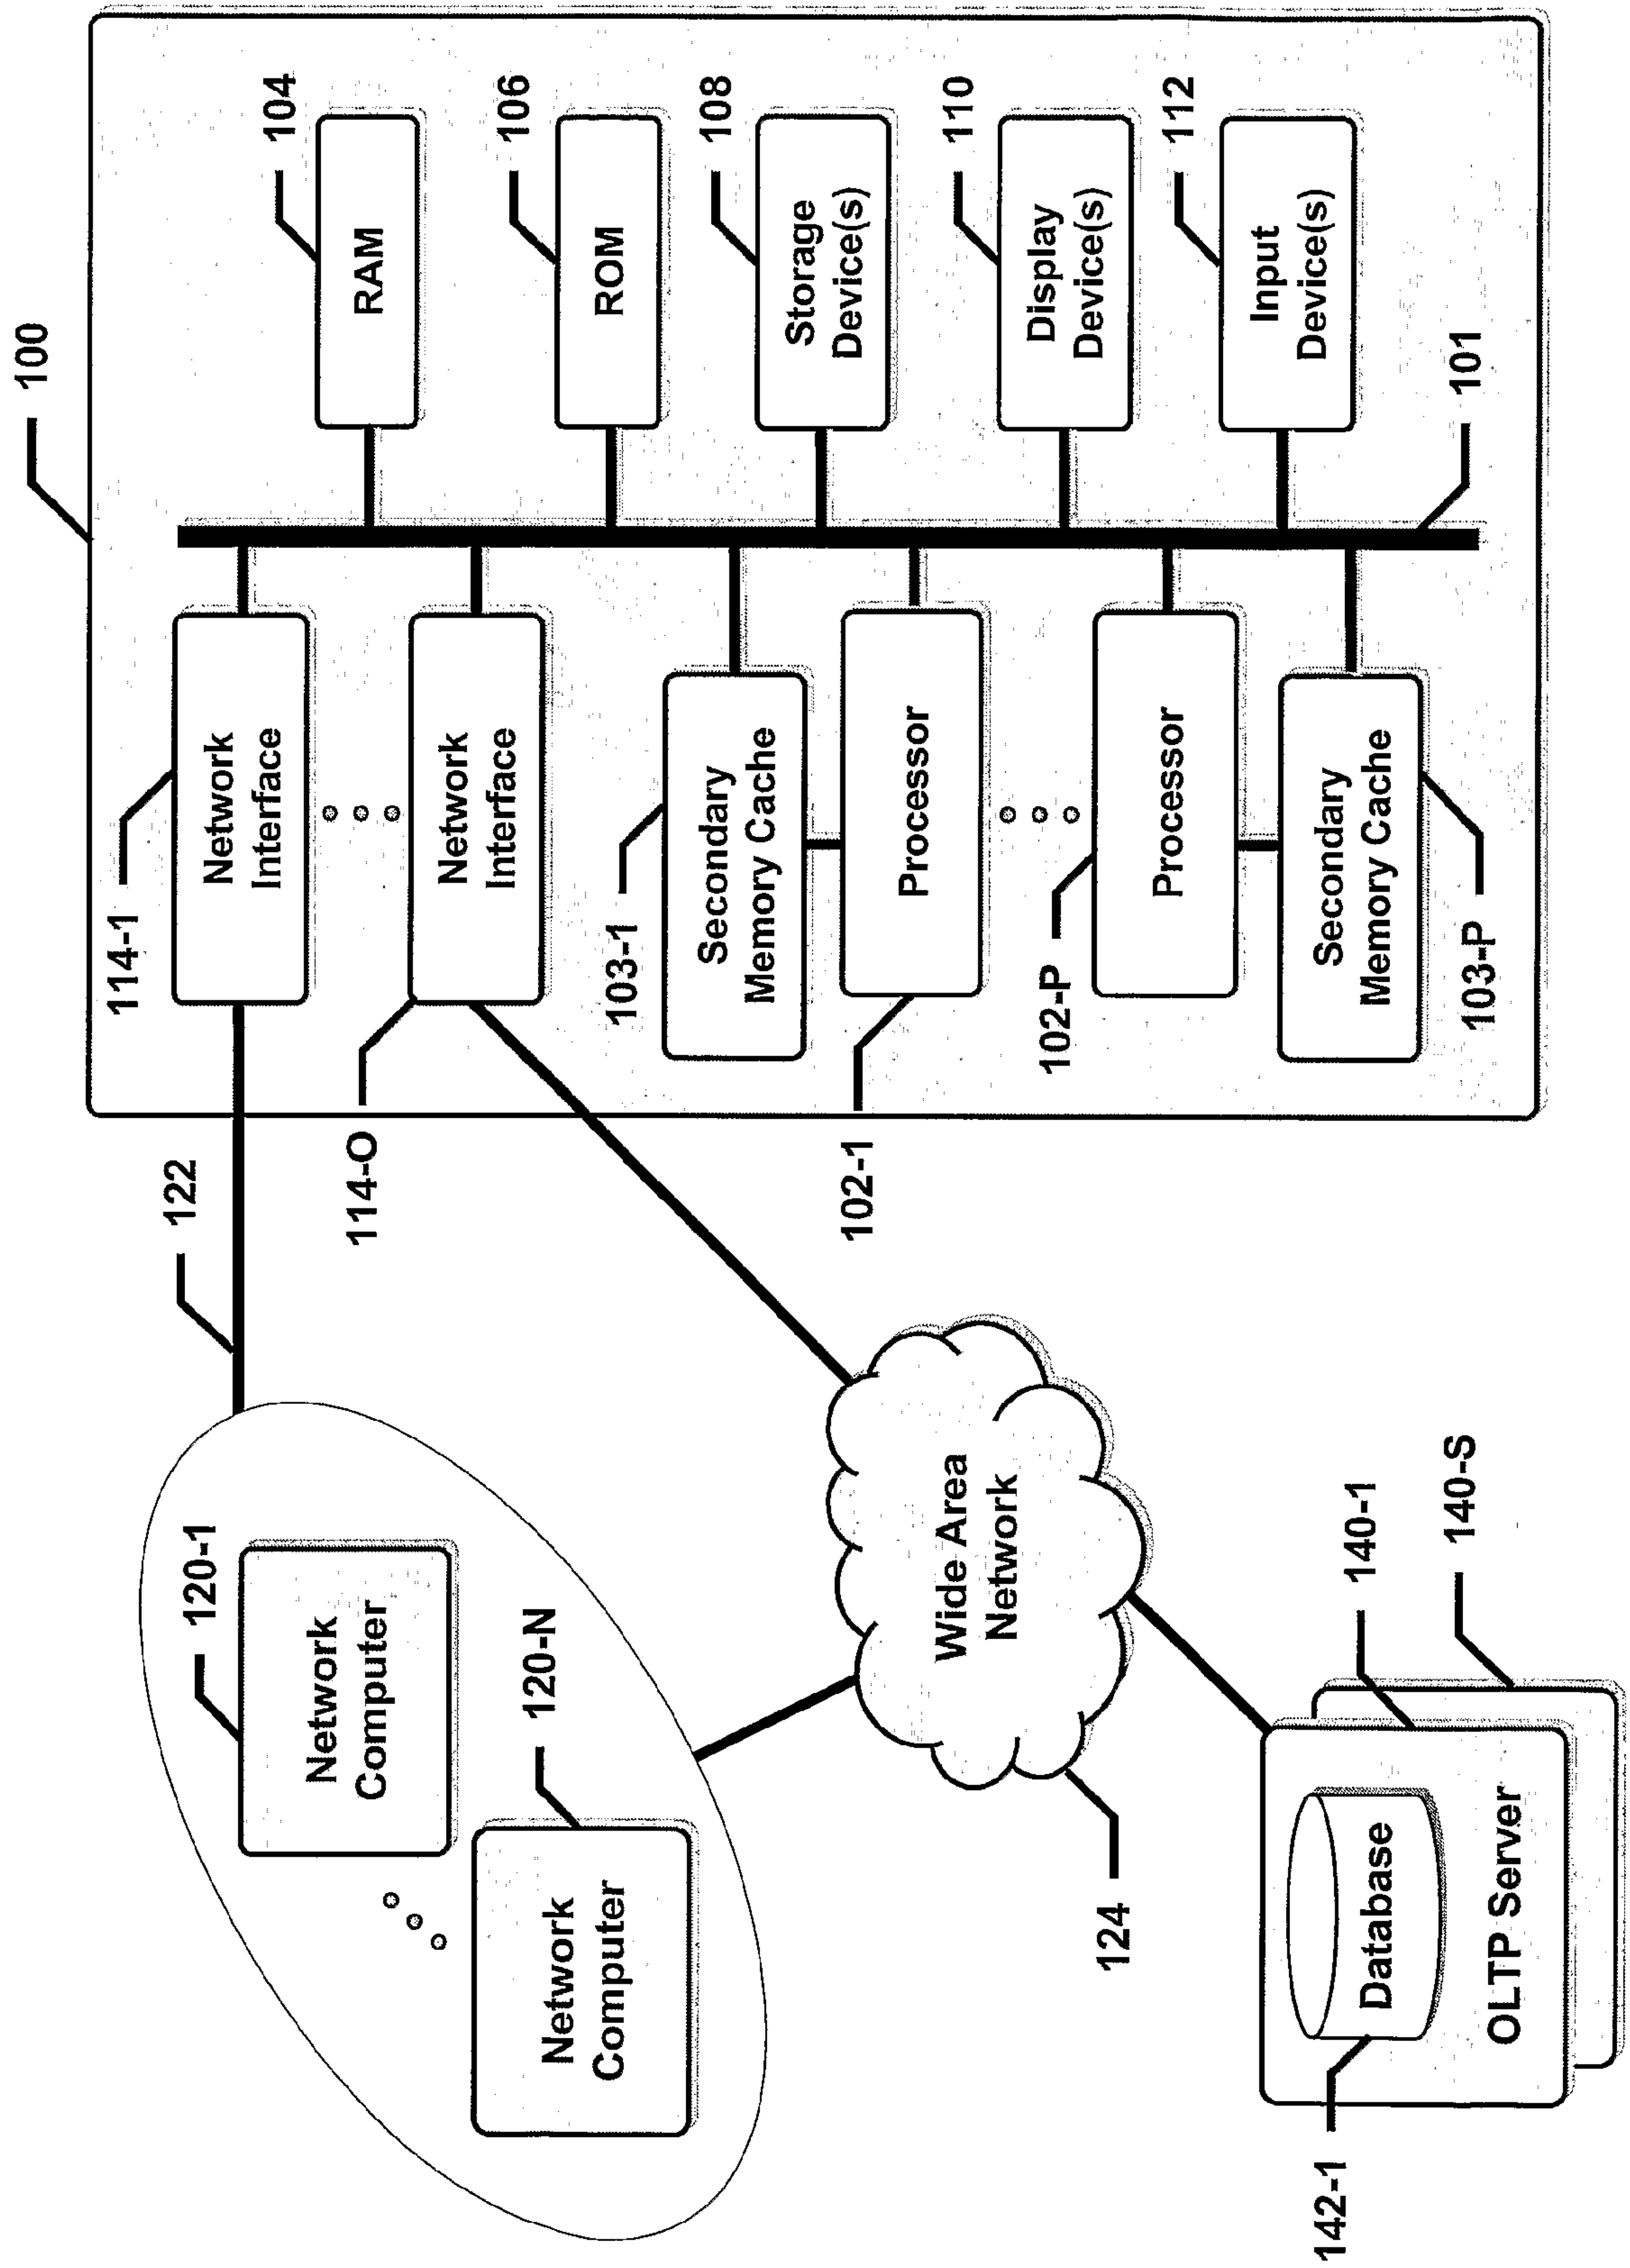 100
104
RAM
106
ROM
108
Storage
Device(s)
110
Display
Device(s)
112
Input
Device(s)
101
114-1
Network
Interface
114-O
Network
Interface
103-1
Secondary
Memory Cache
Processor
102-1
102-P
Processor
Secondary
Memory Cache
103-P
122
120-1
Network
Computer
120-N
Network
Computer
Wide Area
Network
124
140-1
140-S
Database
OLTP Server
142-1